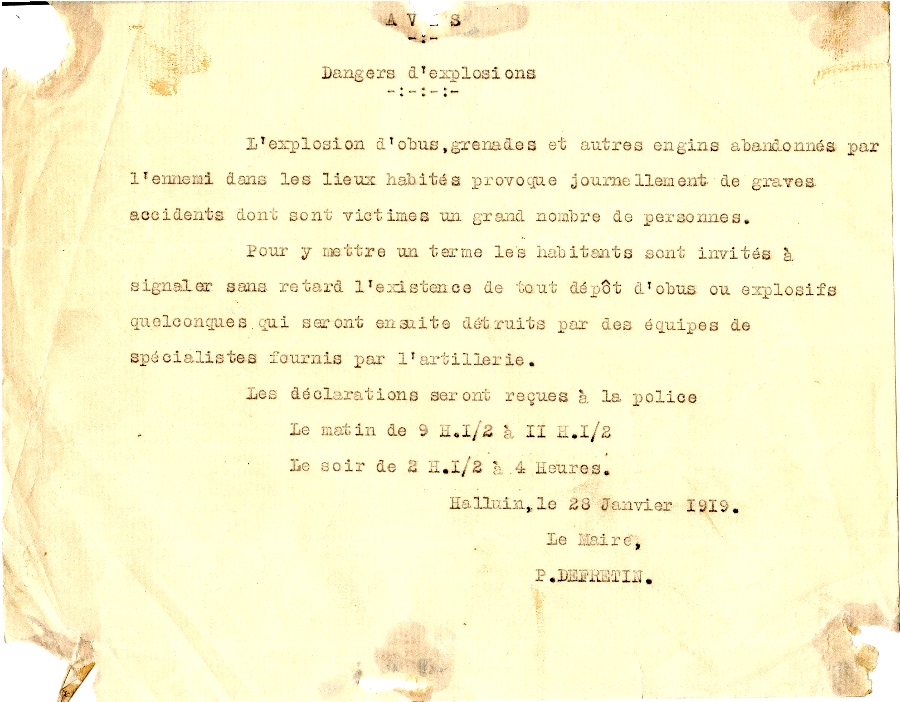 AVIS
-:-
Dangers d'explosions
-:-:-:-
L'explosion d'obus,grenades et autres engins abandonnés par
l'ennemi dans les lieux habités provoque journellement de graves
accidents dont sont victimes un grand nombre de personnes.
Pour y mettre un terme les habitants sont invités à
signaler sans retard l'existence de tout dépôt d'obus ou explosifs
quelconques qui seront ensuite détruits par des équipes de
spécialistes fournis par l'artillerie.
Les déclarations seront reçues à la police
Le matin de 9 H.I/2 à II H.I/2
Le soir de 2 H.I/2 à 4 Heures.
Halluin,le 28 Janvier I9I9.
Le Maire,
P.DEFRETIN.